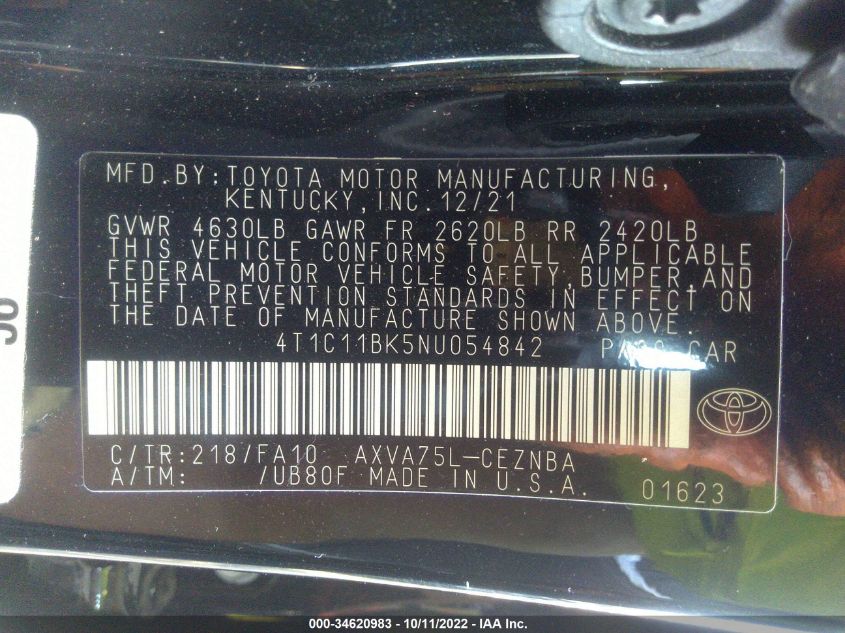 MFD.BY:TOYOTA MOTOR MANUFACTURING,
KENTUCKY,INC.12/21
GVWR 4630LB GAWR FR 2620LB RR 2420LB
THIS VEHICLE CONFORMS TO ALL APPLICABLE
FEDERAL MOTOR VEHICLE SAFETY,BUMPER,AND
THEFT PREVENTION STANDARDS IN EFFECT ON
THE DATE OF MANUFACTURE SHOWN ABOVE.
4T1C11BK5NU054842 PASS CAR
C/TR:218/FA10 AXVA75L-CEZNBA
A/TM: /UB80F MADE IN U.S.A. 01623
000-34620983 - 10/11/2022 - IAA Inc.